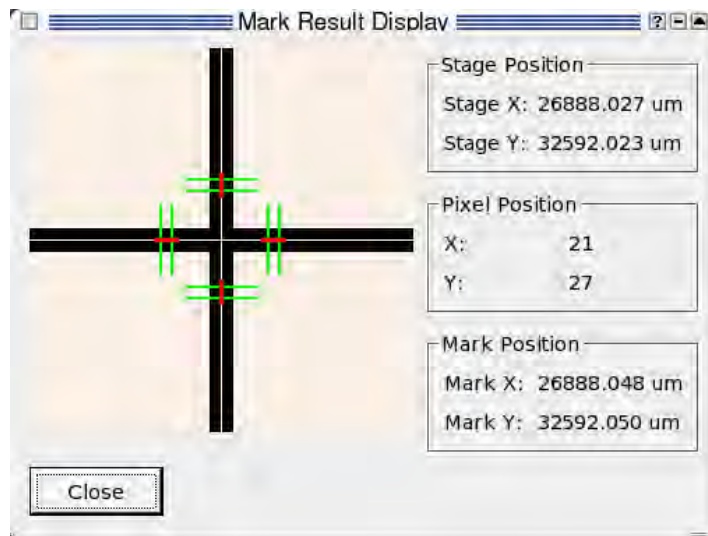 Mark Result Display
Stage Position
Stage X: 26888.027 um
Stage Y: 32592.023 um
Pixel Position
X: 21
Y: 27
Mark Position
Mark X: 26888.048 um
Mark Y: 32592.050 um
Close